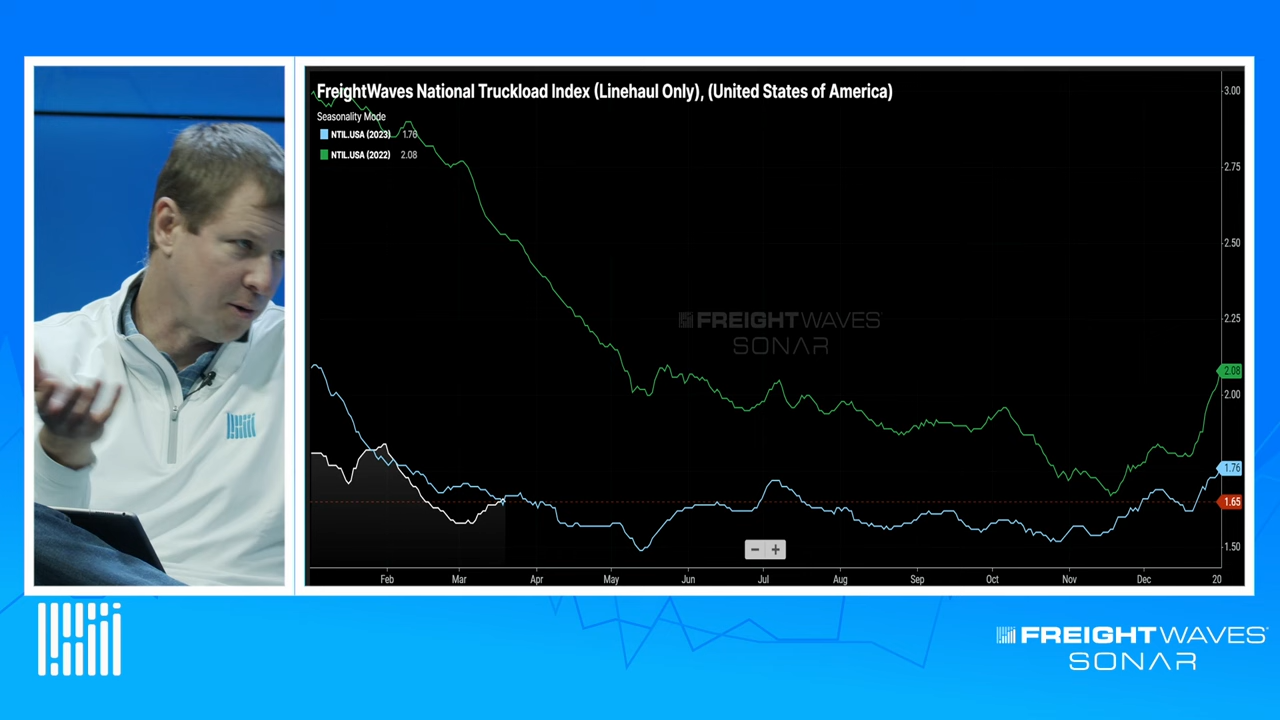 FreightWaves National Truckload Index (Linehaul Only), (United States of America)
Seasonality Mode
NTIL.USA (2023) 1.76
NTIL.USA (2022) 2.08
3.00
2.75
2.50
2.25
2.08
2.00
1.76
1.65
1.50
FREIGHTWAVES
SONAR
− +
Feb Mar Apr May Jun Jul Aug Sep Oct Nov Dec 20
FREIGHTWAVES
SONAR